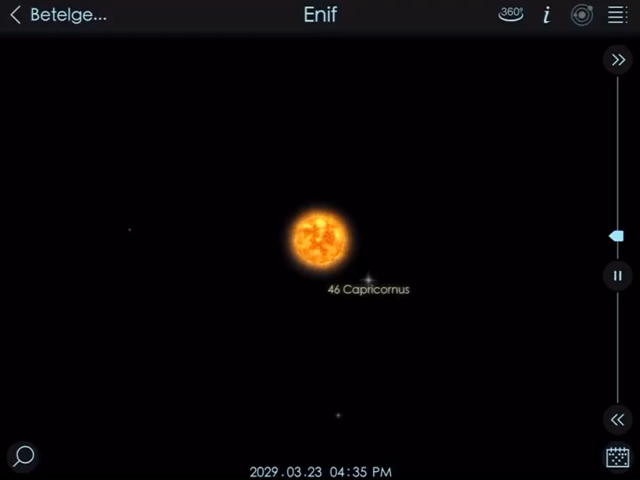 Betelge...
Enif
360°
i
46 Capricornus
2029.03.23 04:35 PM